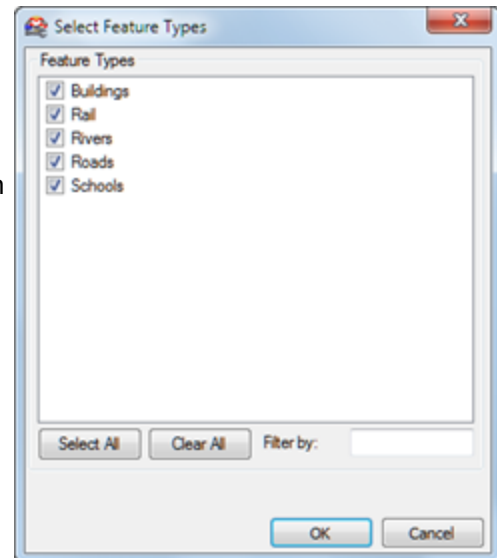 Select Feature Types
Feature Types
Buildings
Rail
Rivers
Roads
Schools
Select All Clear All Filter by:
OK Cancel